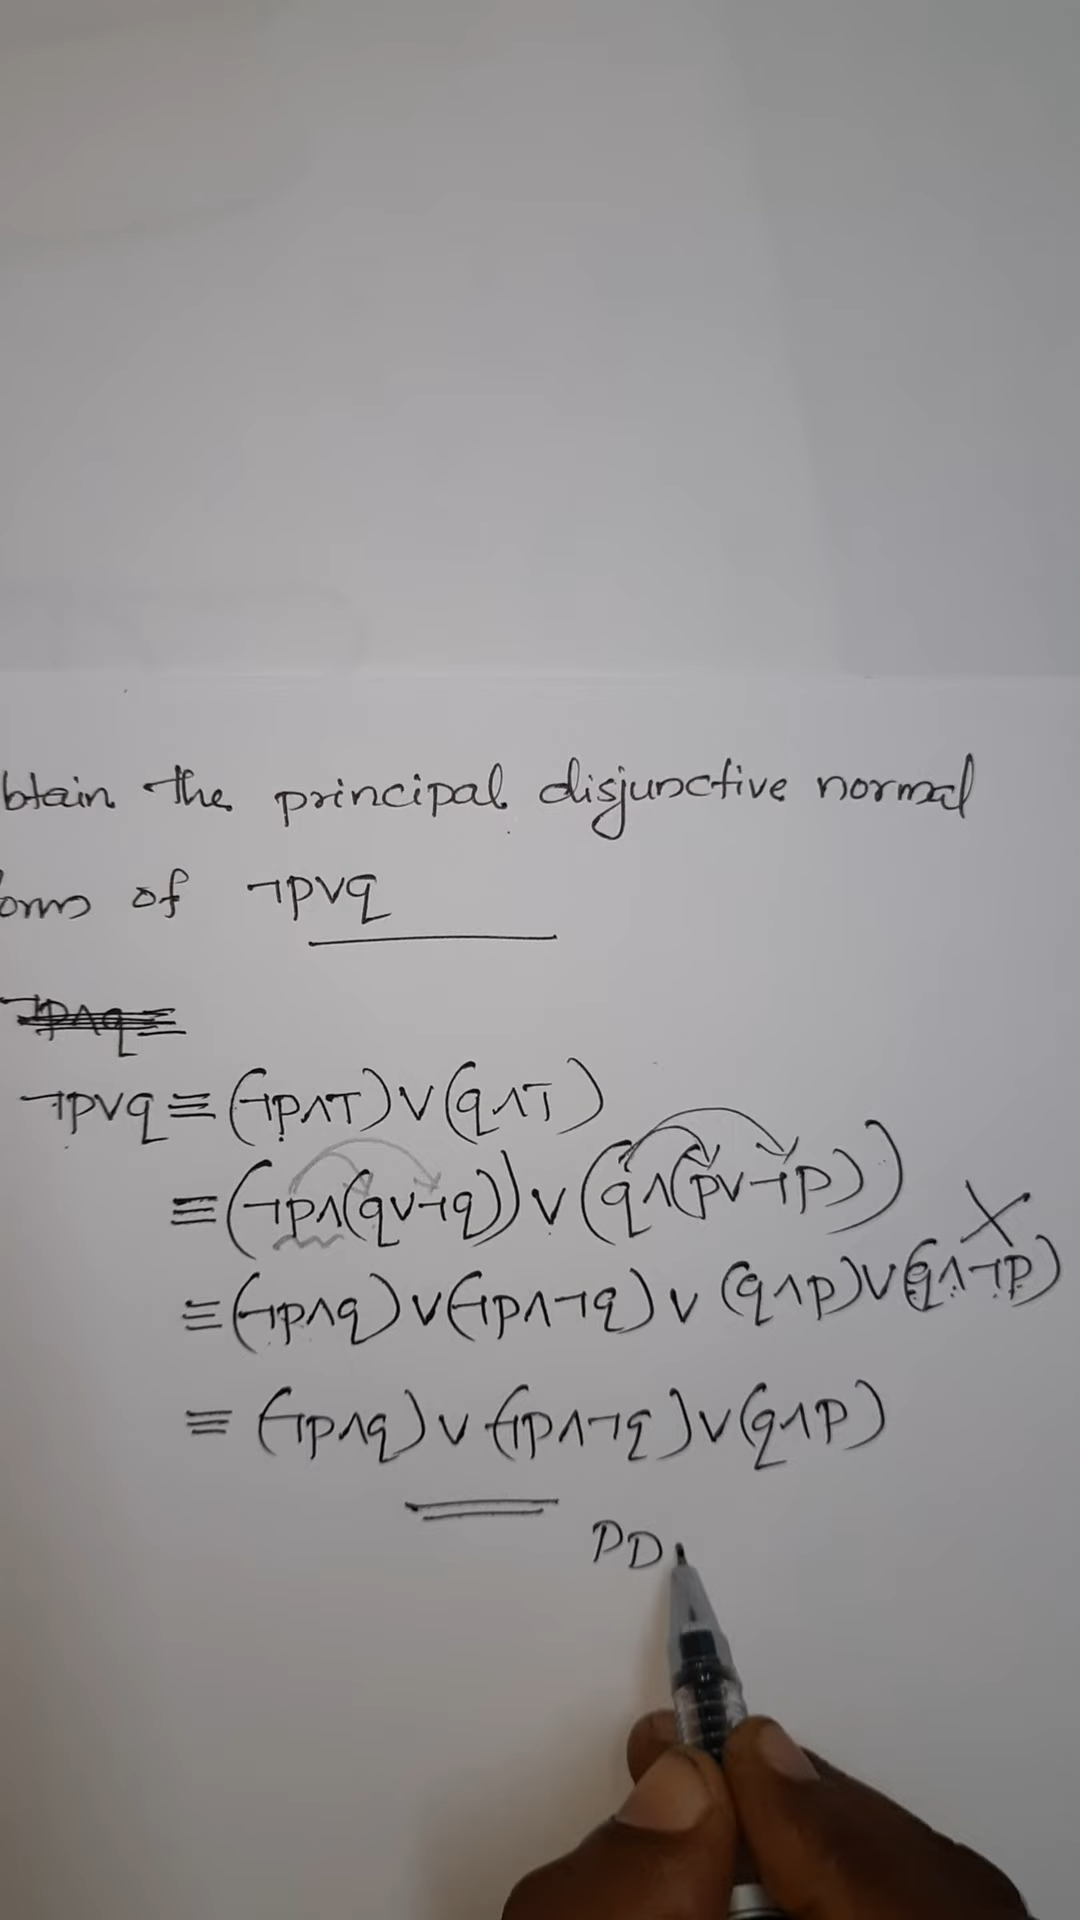 btain the principal disjunctive normal
orms of ¬p∨q
¬p∧q≡
¬p∨q ≡ (¬p∧T)∨(q∧T)
≡(¬p∧(q∨¬q))∨(q∧(p∨¬p))
≡(¬p∧q)∨(¬p∧¬q)∨(q∧p)∨(q∧¬p)
≡ (¬p∧q)∨(¬p∧¬q)∨(q∧p)
PD